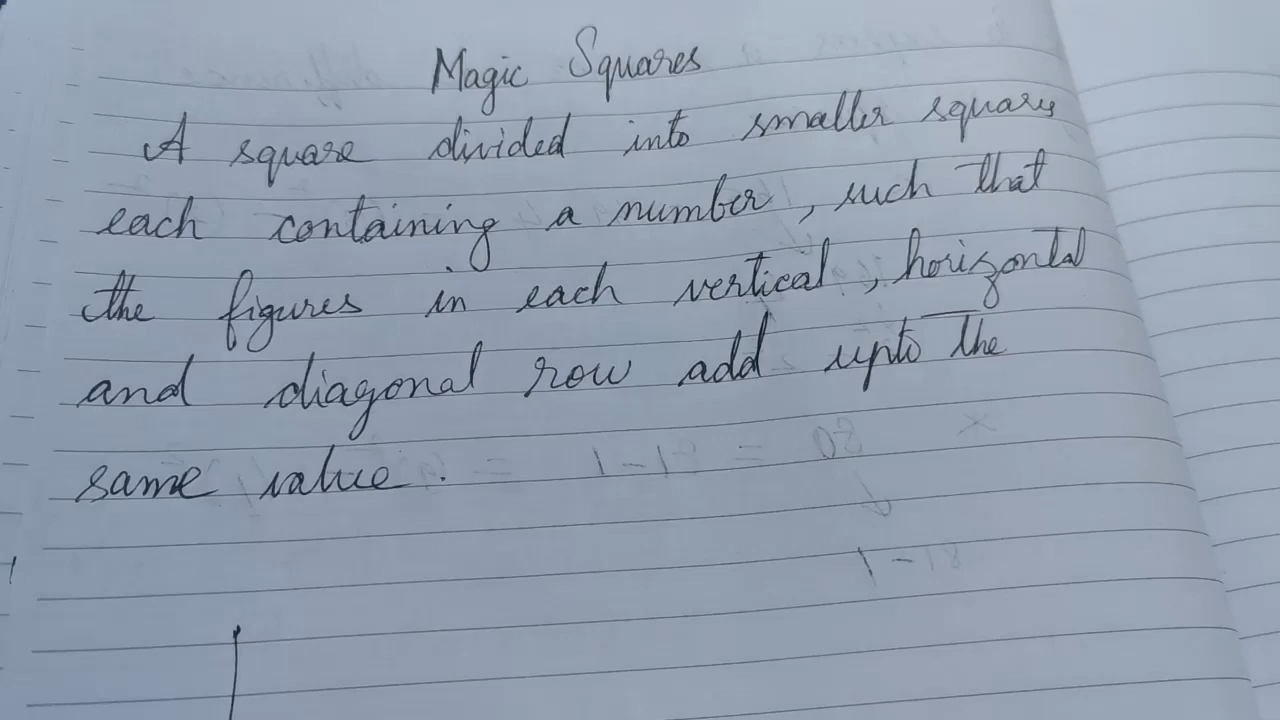 Magic Squares
A square divided into smaller squares
each containing a number, such that
the figures in each vertical, horizontal
and diagonal row add upto the
same value.